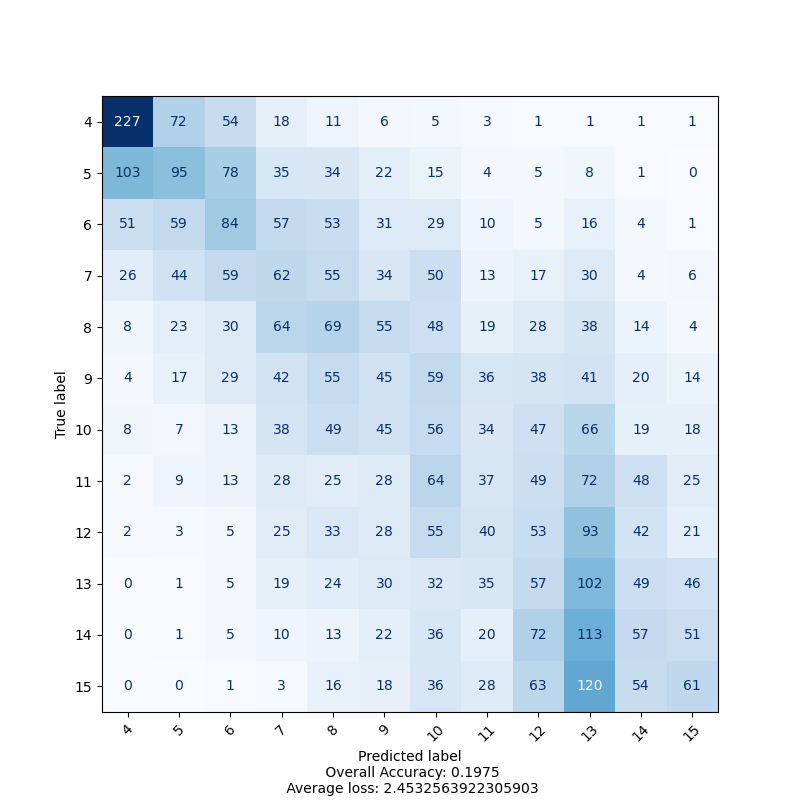 4 227 72 54 18 11 6 5 3 1 1 1 1
5 103 95 78 35 34 22 15 4 5 8 1 0
6 51 59 84 57 53 31 29 10 5 16 4 1
7 26 44 59 62 55 34 50 13 17 30 4 6
8 8 23 30 64 69 55 48 19 28 38 14 4
9 4 17 29 42 55 45 59 36 38 41 20 14
10 8 7 13 38 49 45 56 34 47 66 19 18
11 2 9 13 28 25 28 64 37 49 72 48 25
12 2 3 5 25 33 28 55 40 53 93 42 21
13 0 1 5 19 24 30 32 35 57 102 49 46
14 0 1 5 10 13 22 36 20 72 113 57 51
15 0 0 1 3 16 18 36 28 63 120 54 61
True label
4 5 6 7 8 9 10 11 12 13 14 15
Predicted label
Overall Accuracy: 0.1975
Average loss: 2.4532563922305903